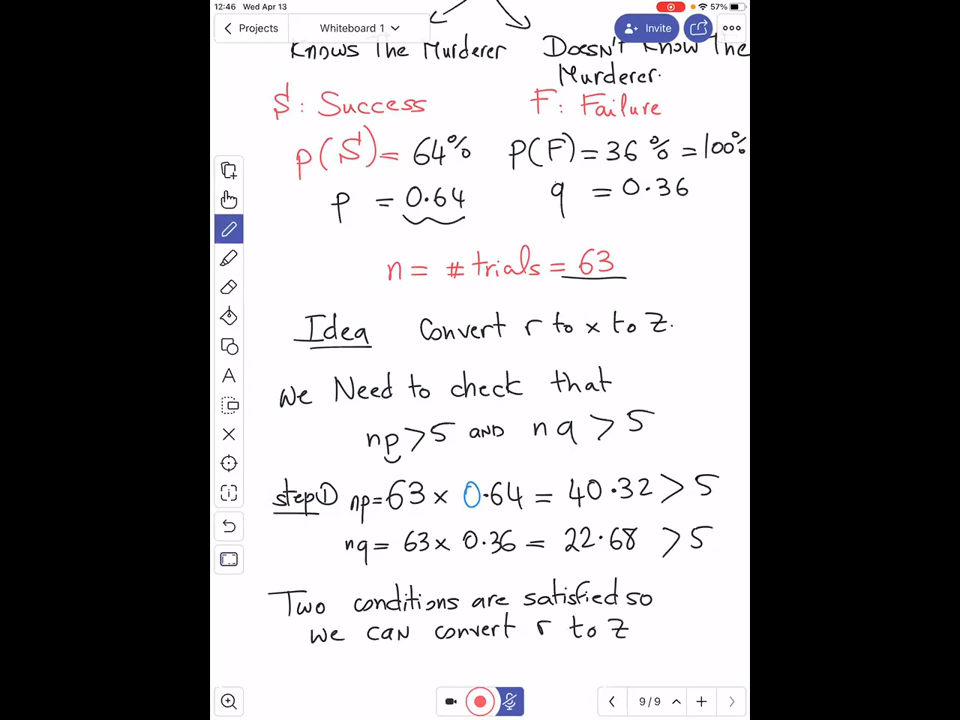 12:46 Wed Apr 13
57%
Projects
Whiteboard 1
Invite
Knows The Murderer
Doesn't Know The
Murderer.
S: Success
F: Failure
p(S) = 64%
P(F) = 36% = 100%
p = 0.64
q = 0.36
n = # trials = 63
Idea Convert r to x to z.
We Need to check that
np > 5 AND nq > 5
step ① np = 63 × 0.64 = 40.32 > 5
nq = 63 × 0.36 = 22.68 > 5
Two conditions are satisfied so
we can convert r to z
A
9/9